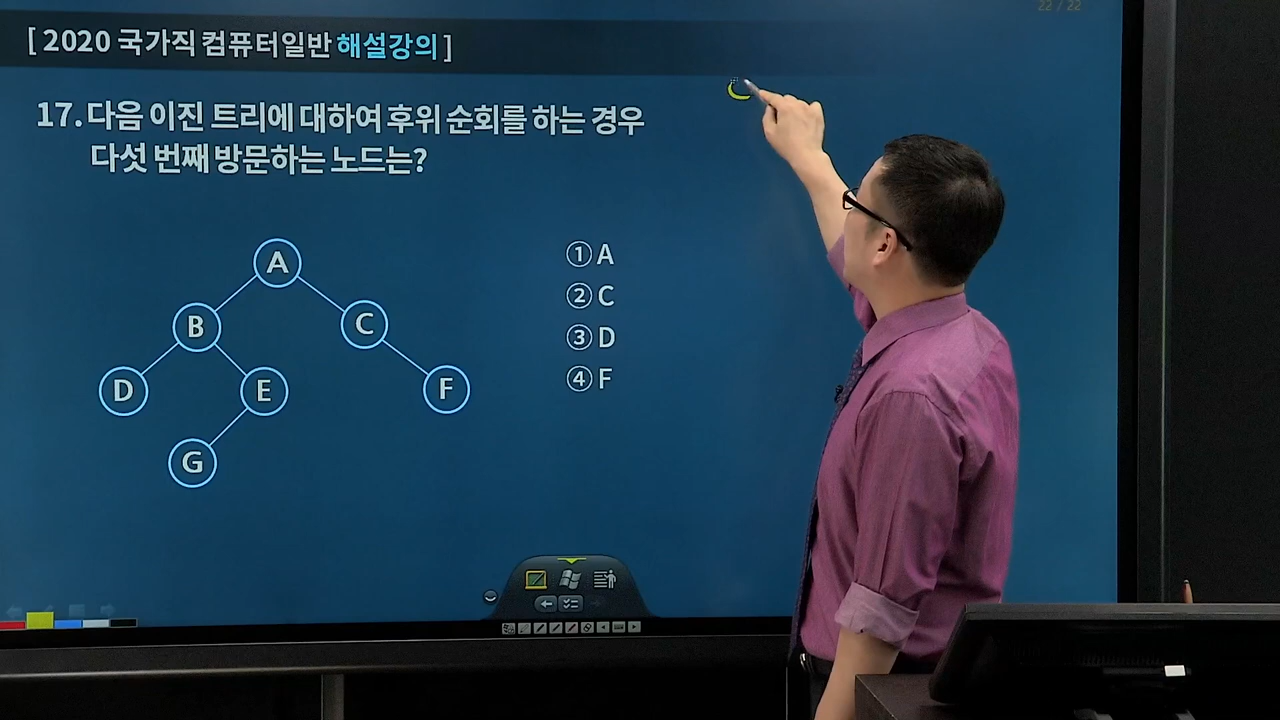 22 / 22
[ 2020 국가직 컴퓨터일반 해설강의 ]
17. 다음 이진 트리에 대하여 후위 순회를 하는 경우
다섯 번째 방문하는 노드는?
A
B
C
D
E
F
G
① A
② C
③ D
④ F